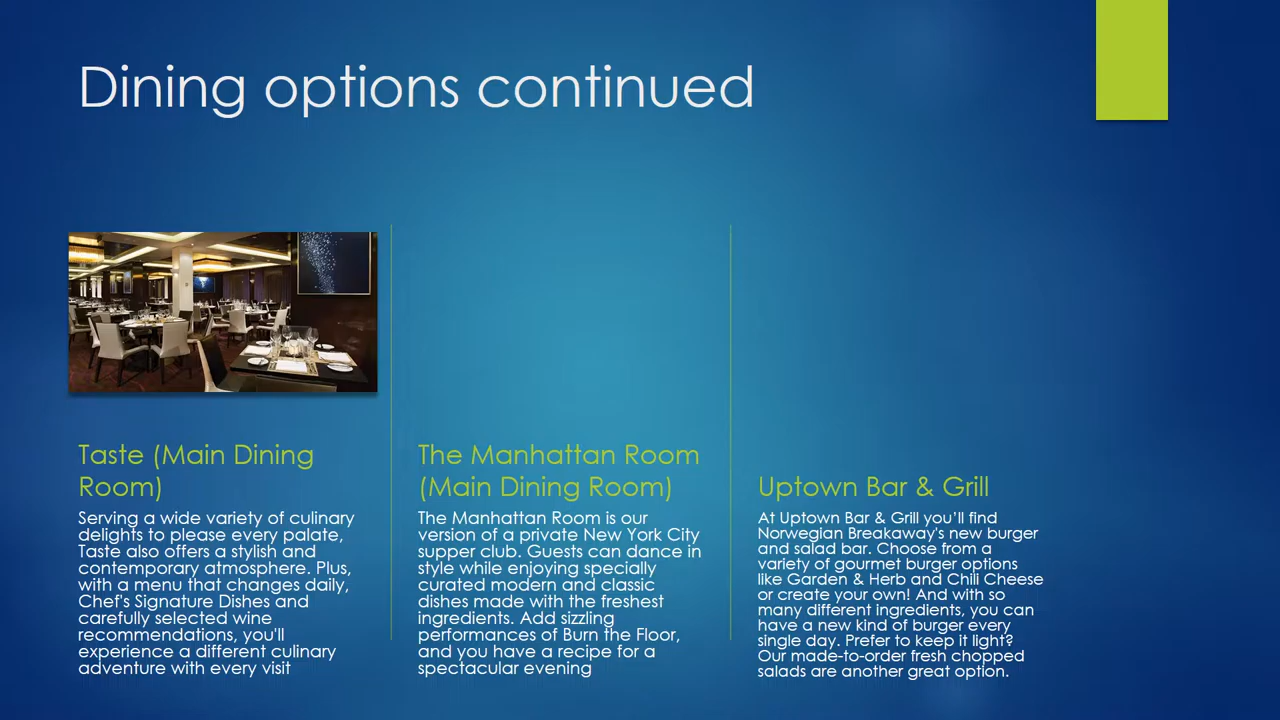 Dining options continued
Taste (Main Dining
Room)
Serving a wide variety of culinary
delights to please every palate,
Taste also offers a stylish and
contemporary atmosphere. Plus,
with a menu that changes daily,
Chef's Signature Dishes and
carefully selected wine
recommendations, you'll
experience a different culinary
adventure with every visit
The Manhattan Room
(Main Dining Room)
The Manhattan Room is our
version of a private New York City
supper club. Guests can dance in
style while enjoying specially
curated modern and classic
dishes made with the freshest
ingredients. Add sizzling
performances of Burn the Floor,
and you have a recipe for a
spectacular evening
Uptown Bar & Grill
At Uptown Bar & Grill you’ll find
Norwegian Breakaway's new burger
and salad bar. Choose from a
variety of gourmet burger options
like Garden & Herb and Chili Cheese
or create your own! And with so
many different ingredients, you can
have a new kind of burger every
single day. Prefer to keep it light?
Our made-to-order fresh chopped
salads are another great option.